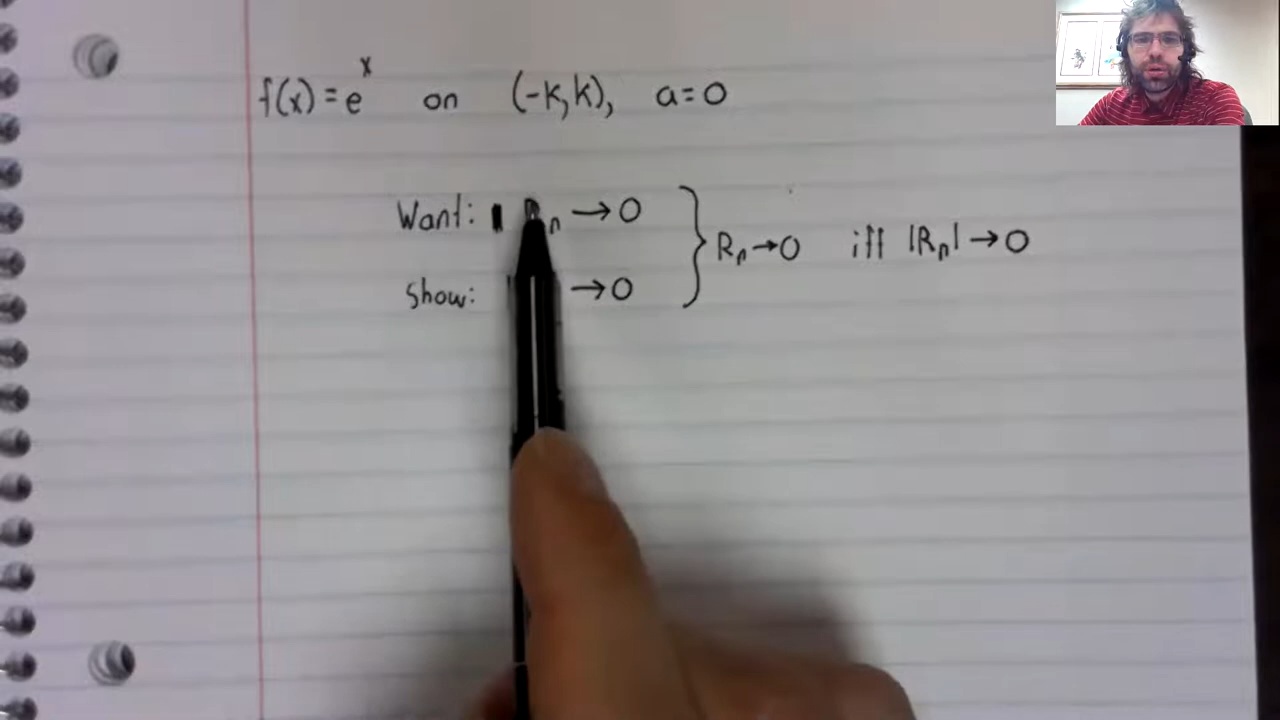 f(x) = e^x on (-k,k), a=0
Want: n → 0
Show: → 0
R_n → 0 iff |R_n| → 0